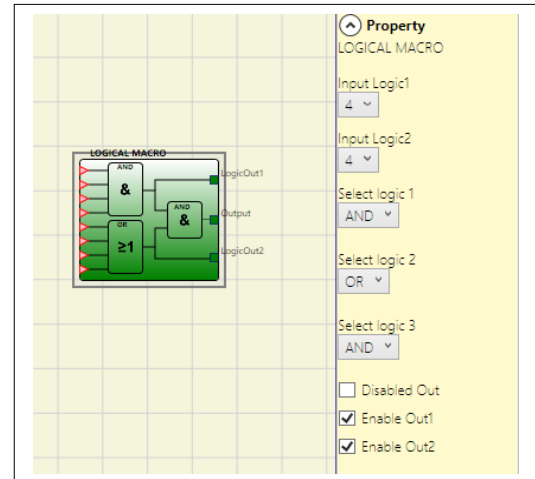 LOGICAL MACRO
AND
&
LogicOut1
AND
&
Output
OR
≥1
LogicOut2
Property
LOGICAL MACRO
Input Logic1
4
Input Logic2
4
Select logic 1
AND
Select logic 2
OR
Select logic 3
AND
Disabled Out
Enable Out1
Enable Out2